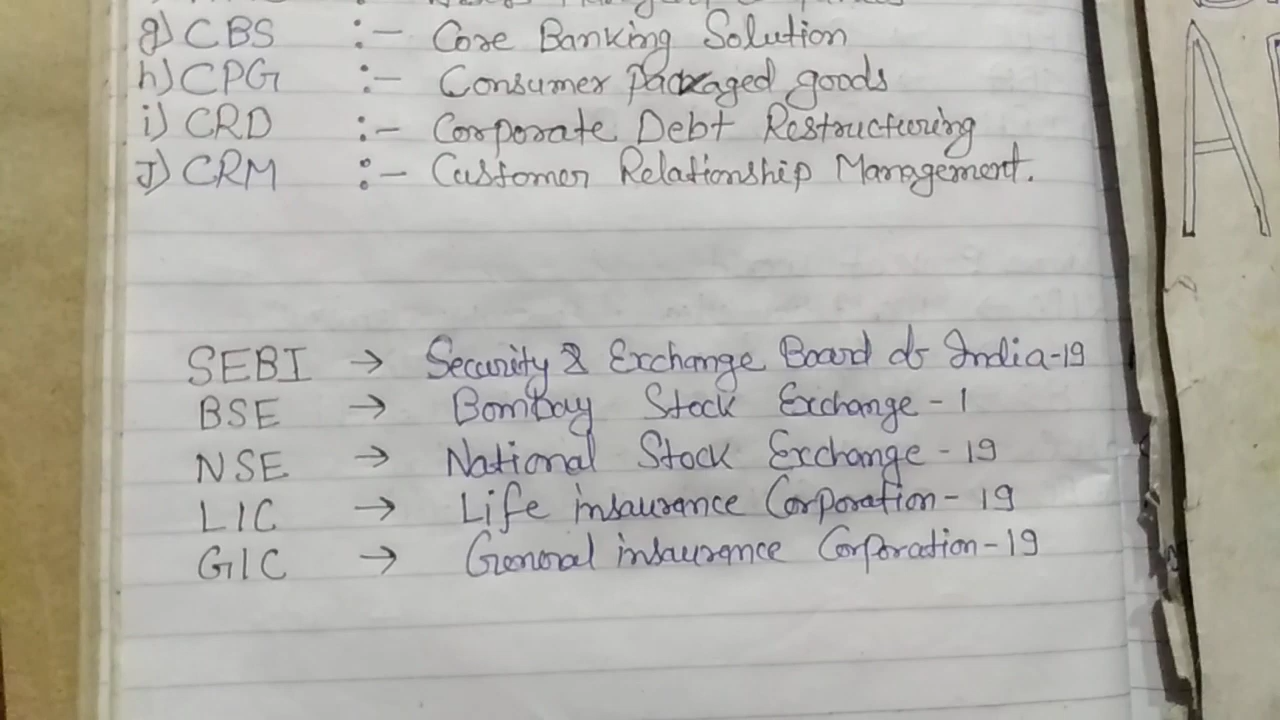 g) CBS :- Core Banking Solution
h) CPG :- Consumer Packaged goods
i) CRD :- Corporate Debt Restructuring
J) CRM :- Customer Relationship Management.
SEBI → Security & Exchange Board of India-19
BSE → Bombay Stock Exchange - 1
NSE → National Stock Exchange - 19
LIC → Life insaurance Corporation - 19
GIC → General insaurance Corporation - 19
A